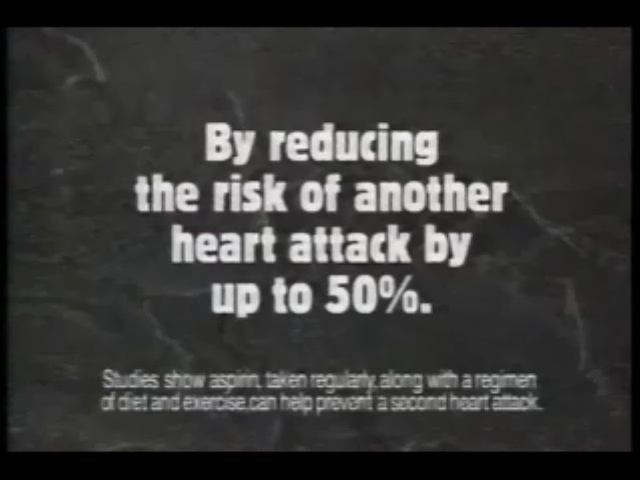 By reducing
the risk of another
heart attack by
up to 50%.
Studies show aspirin, taken regularly, along with a regimen
of diet and exercise, can help prevent a second heart attack.